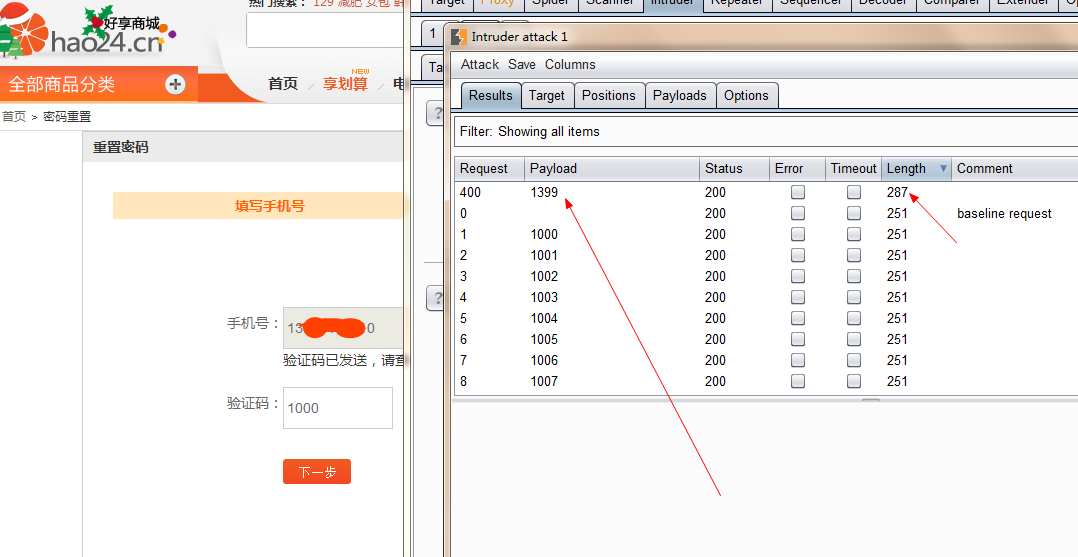 热门搜索： 129 减肥 女包
好享商城
hao24.cn
全部商品分类
首页
NEW
享划算
首页 > 密码重置
重置密码
填写手机号
手机号：
13
0
验证码已发送，请查
验证码：
1000
下一步
Target Proxy Spider Scanner Intruder Repeater Sequencer Decoder Comparer Extender
1
Ta
?
?
Intruder attack 1
Attack Save Columns
Results Target Positions Payloads Options
Filter: Showing all items
Request Payload Status Error Timeout Length Comment
400 1399 200 287
0 200 251 baseline request
1 1000 200 251
2 1001 200 251
3 1002 200 251
4 1003 200 251
5 1004 200 251
6 1005 200 251
7 1006 200 251
8 1007 200 251